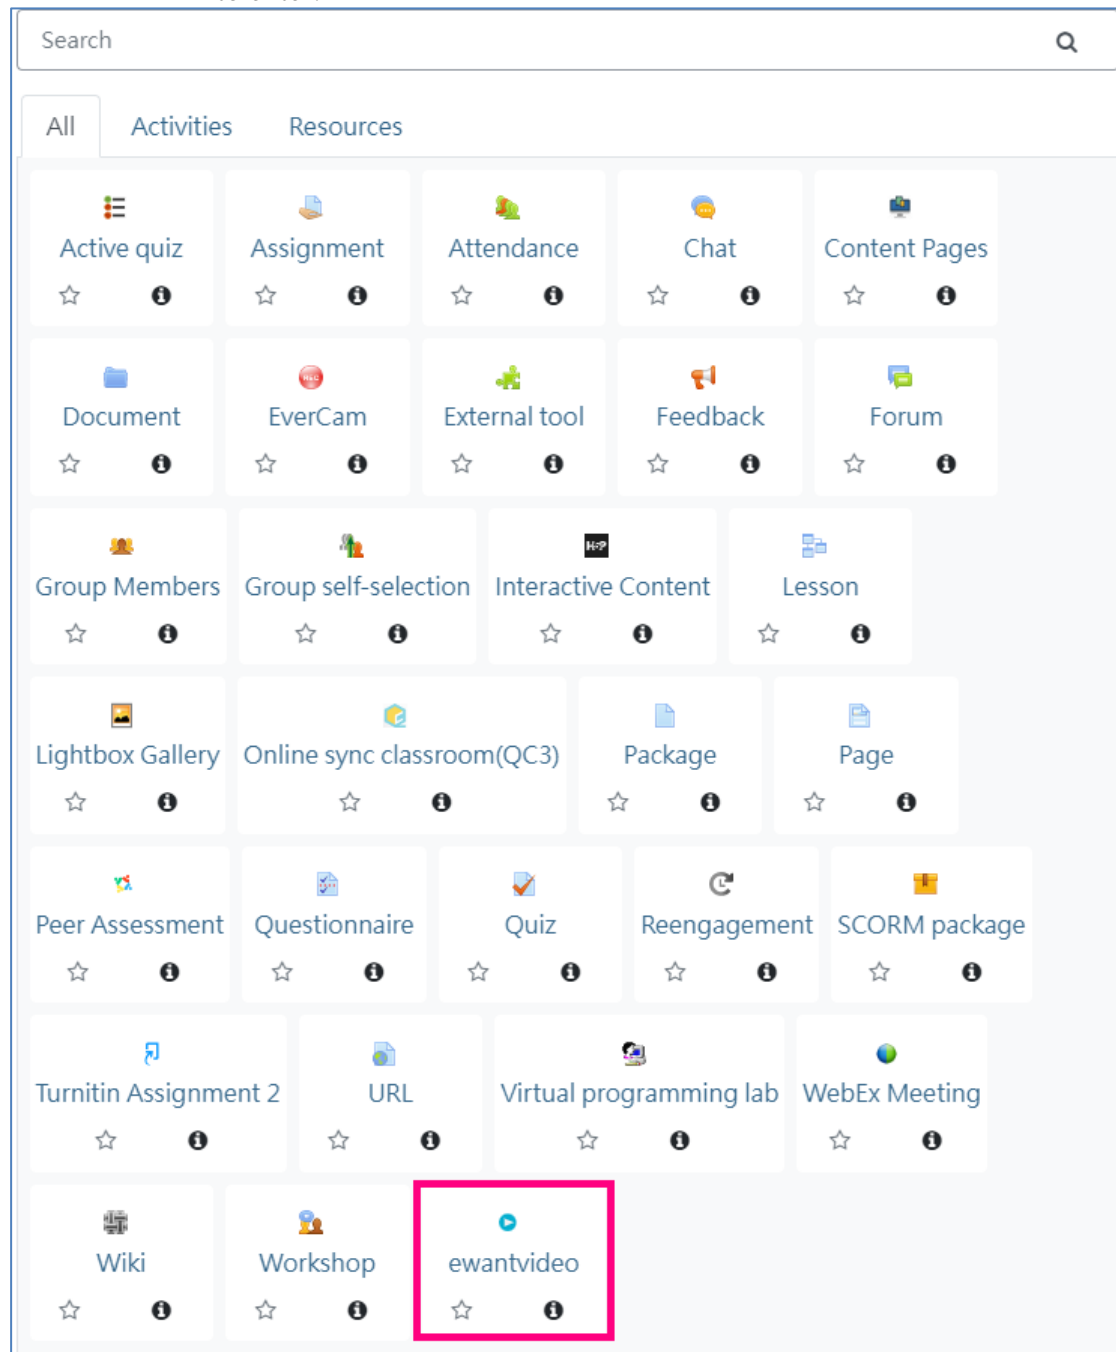 Search
All Activities Resources
Active quiz Assignment Attendance Chat Content Pages
Document EverCam External tool Feedback Forum
Group Members Group self-selection Interactive Content Lesson
Lightbox Gallery Online sync classroom(QC3) Package Page
Peer Assessment Questionnaire Quiz Reengagement SCORM package
Turnitin Assignment 2 URL Virtual programming lab WebEx Meeting
Wiki Workshop ewantvideo